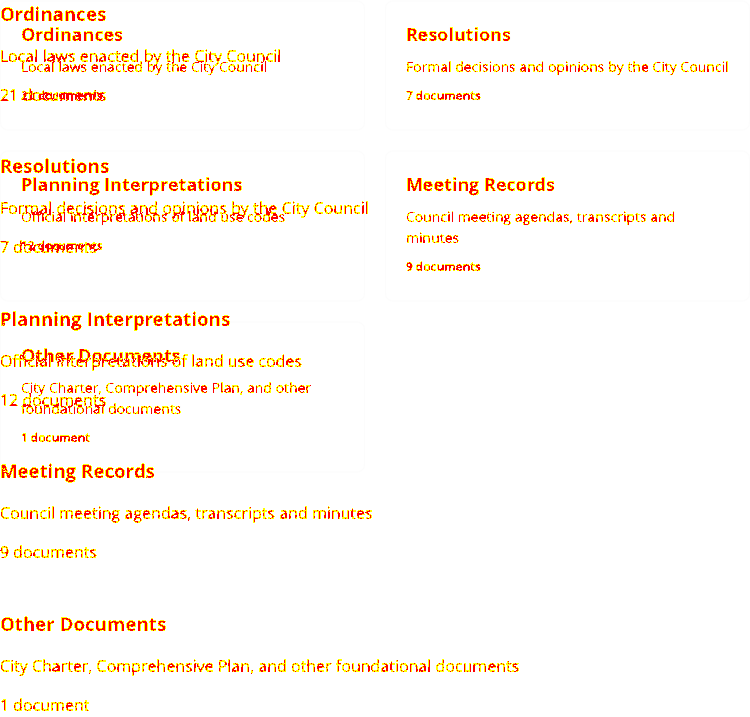 Ordinances
Ordinances
Resolutions
Local laws enacted by the City Council
Local laws enacted by the City Council
Formal decisions and opinions by the City Council
21 documents
7 documents
Resolutions
Planning Interpretations
Meeting Records
Formal decisions and opinions by the City Council
Official interpretations of land use codes
Council meeting agendas, transcripts and
minutes
7 documents
12 documents
9 documents
Planning Interpretations
Other Documents
Official interpretations of land use codes
City Charter, Comprehensive Plan, and other
foundational documents
12 documents
1 document
Meeting Records
Council meeting agendas, transcripts and minutes
9 documents
Other Documents
City Charter, Comprehensive Plan, and other foundational documents
1 document